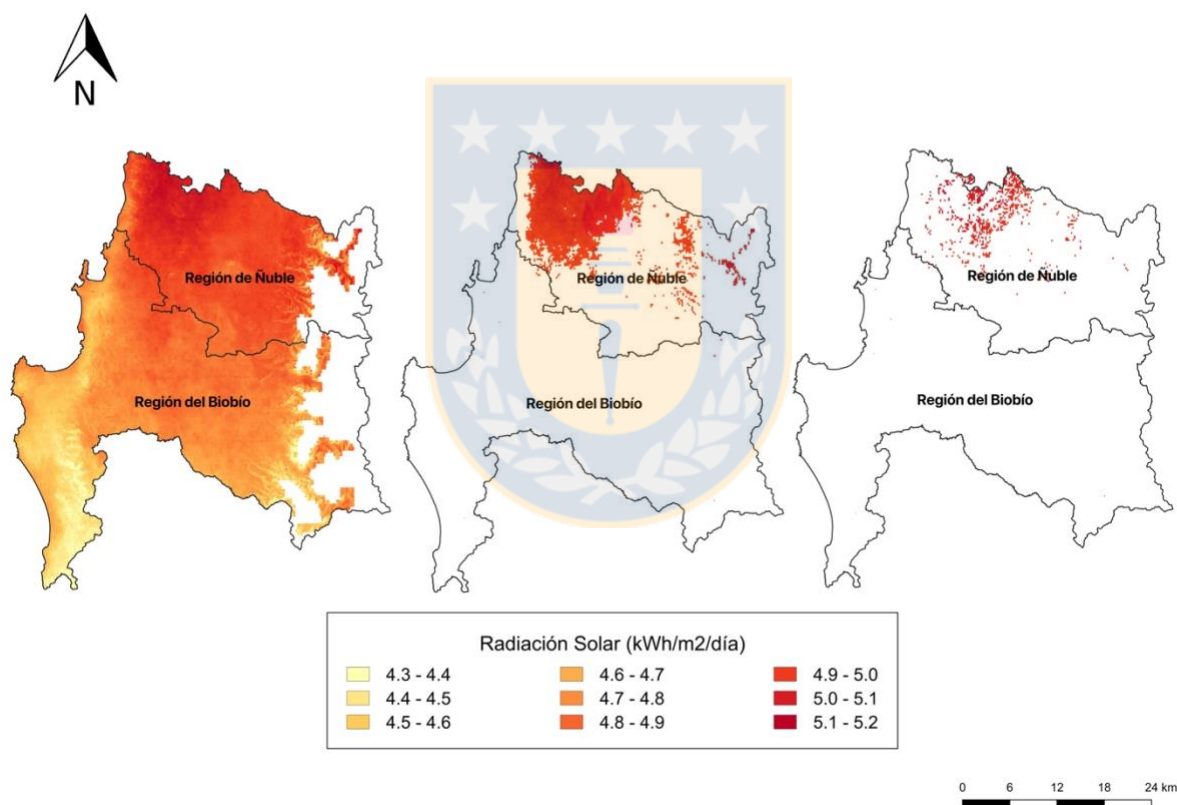 N
Región de Ñuble
Región del Biobío
Región de Ñuble
Región del Biobío
Región de Ñuble
Región del Biobío
Radiación Solar (kWh/m2/día)
4.3 - 4.4
4.4 - 4.5
4.5 - 4.6
4.6 - 4.7
4.7 - 4.8
4.8 - 4.9
4.9 - 5.0
5.0 - 5.1
5.1 - 5.2
0 6 12 18 24 km